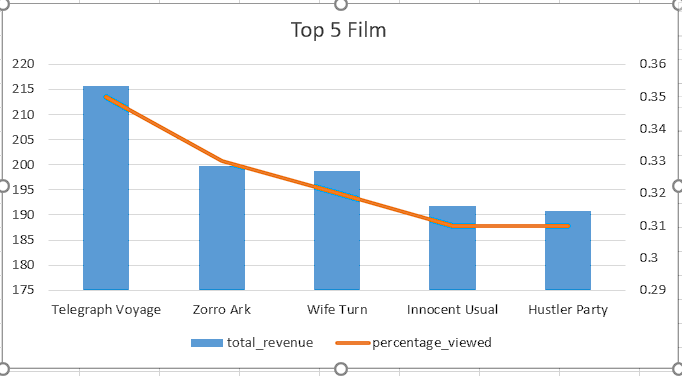 Top 5 Film
220
215
210
205
200
195
190
185
180
175
0.36
0.35
0.34
0.33
0.32
0.31
0.3
0.29
Telegraph Voyage
Zorro Ark
Wife Turn
Innocent Usual
Hustler Party
total_revenue
percentage_viewed